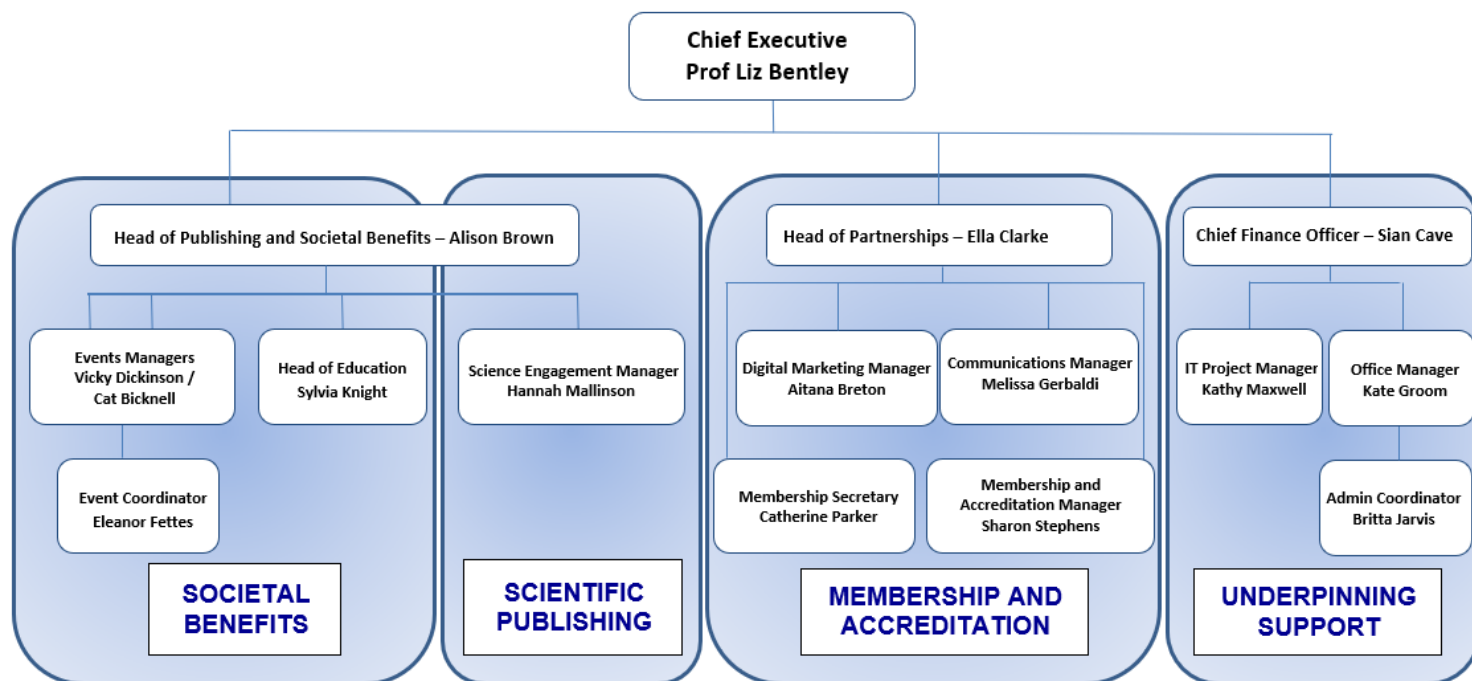 Chief Executive
Prof Liz Bentley
Head of Publishing and Societal Benefits – Alison Brown
Head of Partnerships – Ella Clarke
Chief Finance Officer – Sian Cave
Events Managers
Vicky Dickinson /
Cat Bicknell
Head of Education
Sylvia Knight
Science Engagement Manager
Hannah Mallinson
Digital Marketing Manager
Aitana Breton
Communications Manager
Melissa Gerbaldi
IT Project Manager
Kathy Maxwell
Office Manager
Kate Groom
Event Coordinator
Eleanor Fettes
Membership Secretary
Catherine Parker
Membership and
Accreditation Manager
Sharon Stephens
Admin Coordinator
Britta Jarvis
SOCIETAL
BENEFITS
SCIENTIFIC
PUBLISHING
MEMBERSHIP AND
ACCREDITATION
UNDERPINNING
SUPPORT